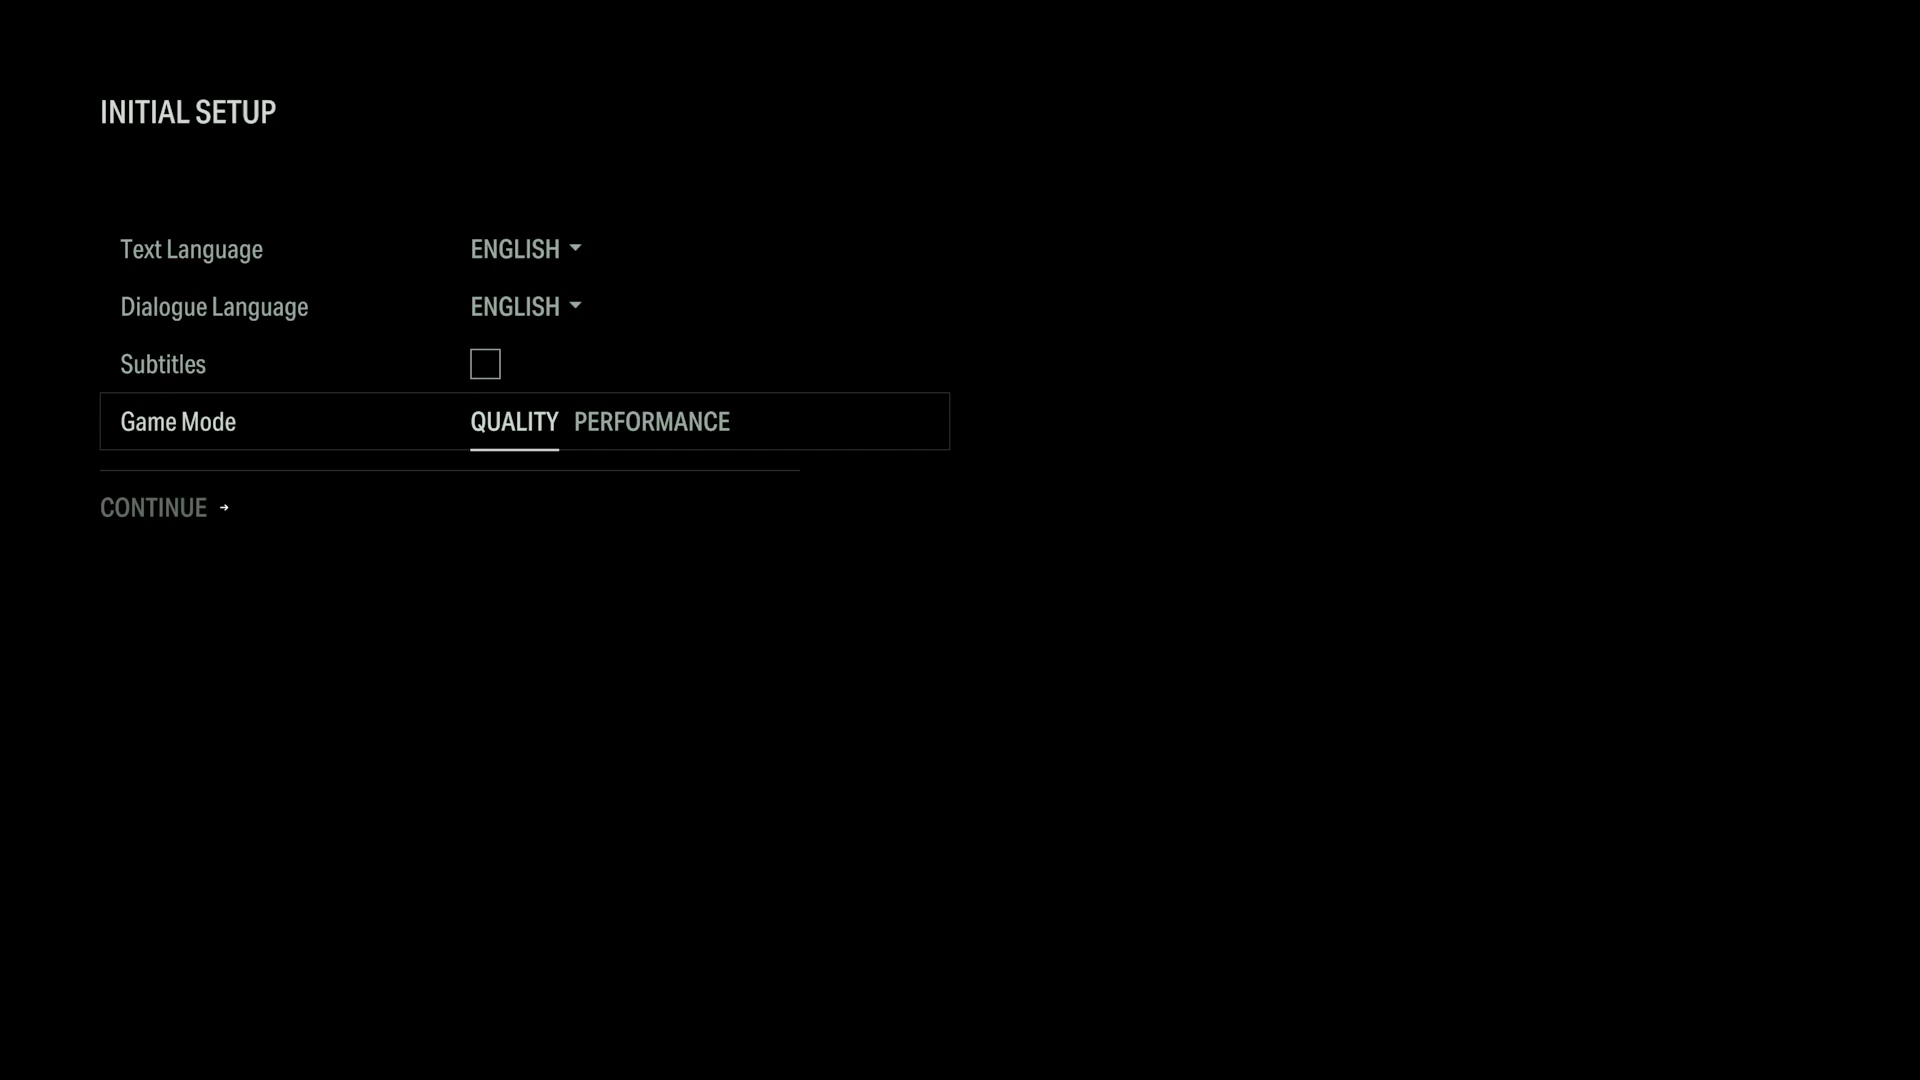 INITIAL SETUP
Text Language ENGLISH
Dialogue Language ENGLISH
Subtitles
Game Mode QUALITY PERFORMANCE
CONTINUE →